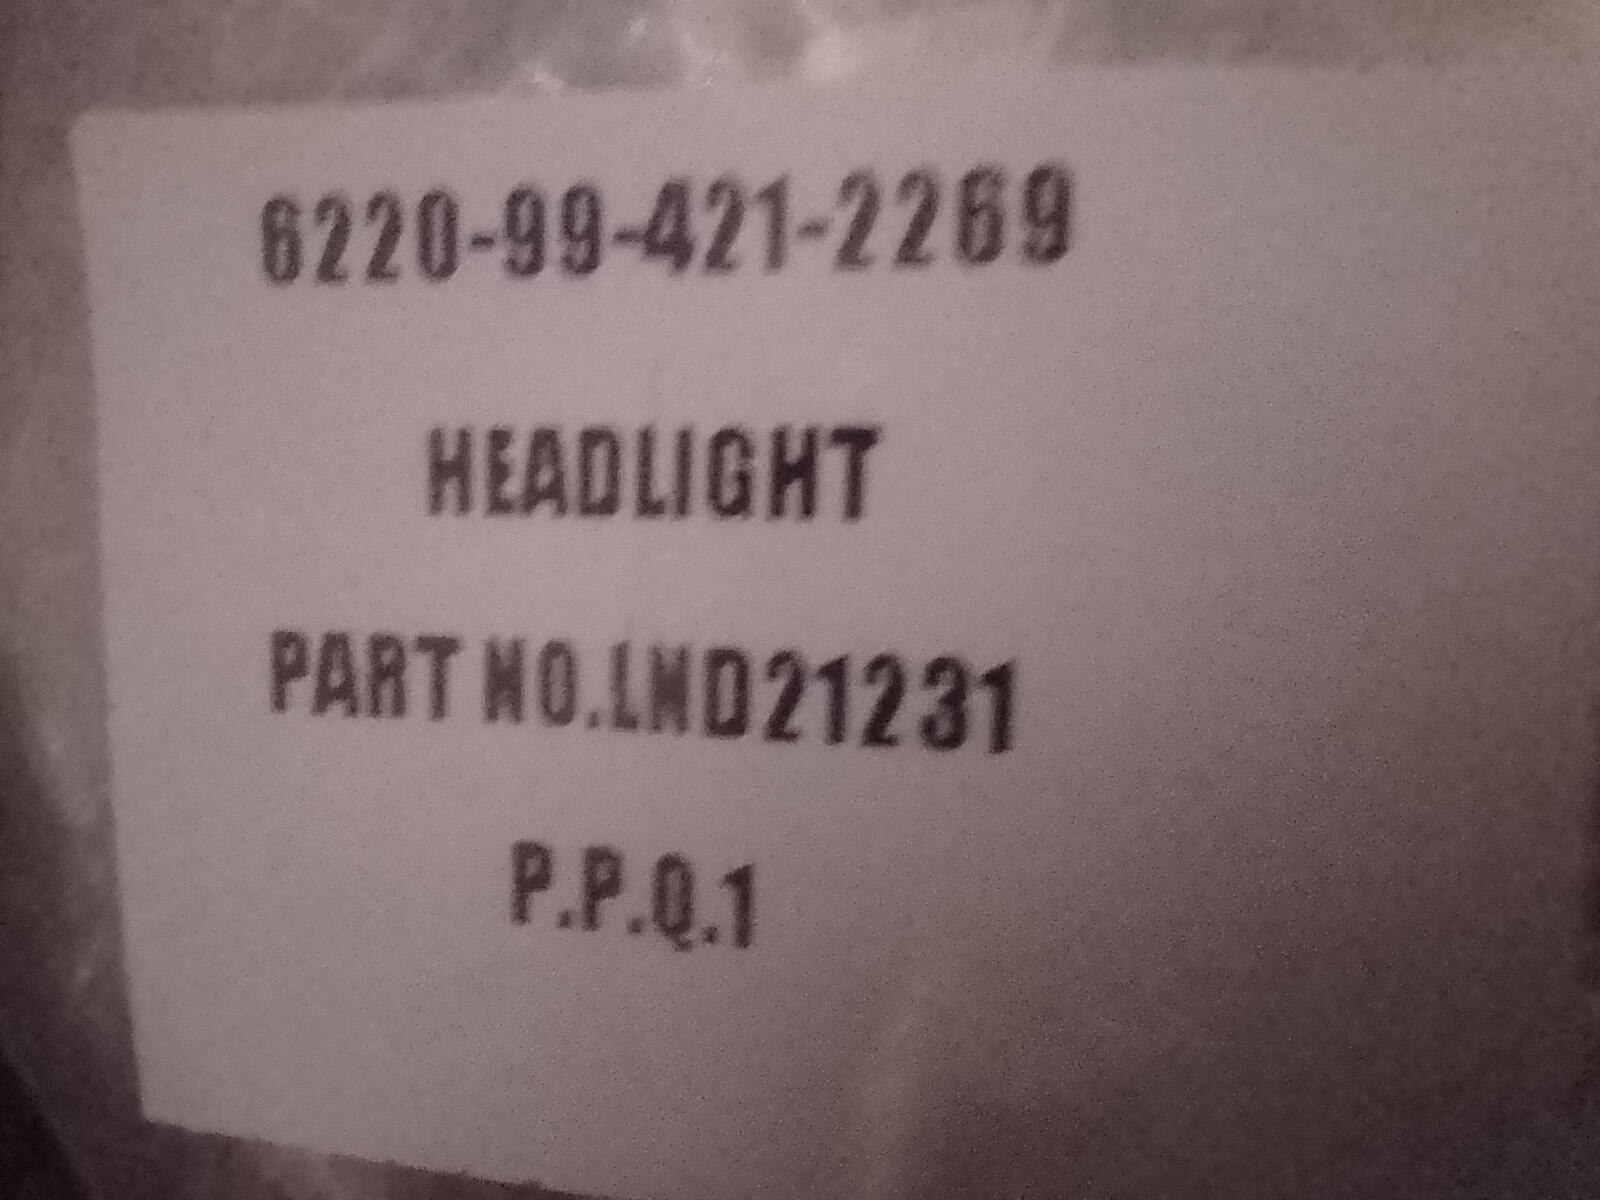 6220-99-421-2269
HEADLIGHT
PART NO.LND21231
P.P.Q.1